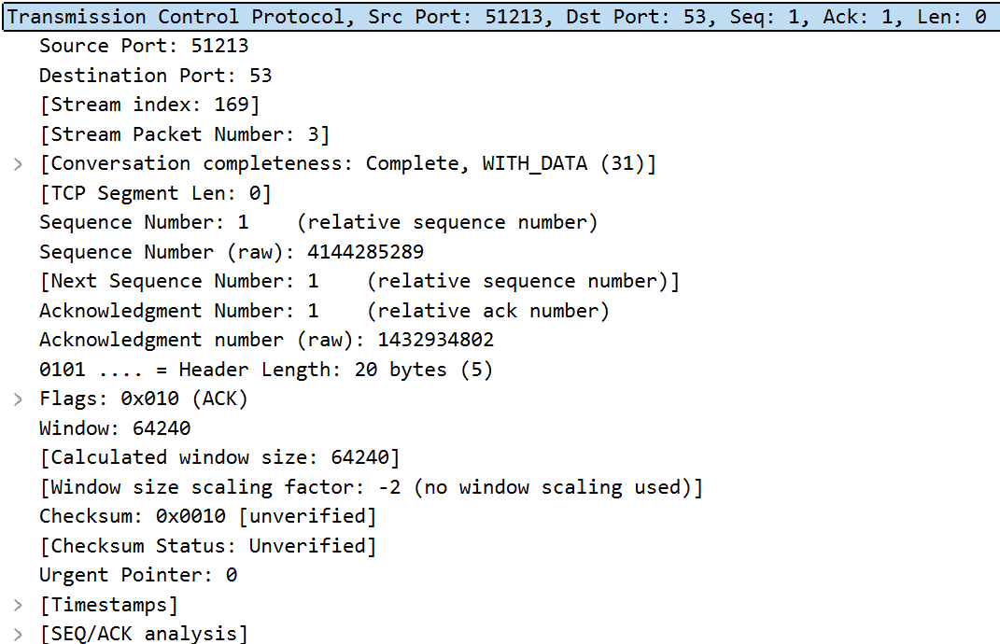 Transmission Control Protocol, Src Port: 51213, Dst Port: 53, Seq: 1, Ack: 1, Len: 0
Source Port: 51213
Destination Port: 53
[Stream index: 169]
[Stream Packet Number: 3]
> [Conversation completeness: Complete, WITH_DATA (31)]
[TCP Segment Len: 0]
Sequence Number: 1    (relative sequence number)
Sequence Number (raw): 4144285289
[Next Sequence Number: 1    (relative sequence number)]
Acknowledgment Number: 1    (relative ack number)
Acknowledgment number (raw): 1432934802
0101 .... = Header Length: 20 bytes (5)
> Flags: 0x010 (ACK)
Window: 64240
[Calculated window size: 64240]
[Window size scaling factor: -2 (no window scaling used)]
Checksum: 0x0010 [unverified]
[Checksum Status: Unverified]
Urgent Pointer: 0
> [Timestamps]
> [SEQ/ACK analysis]